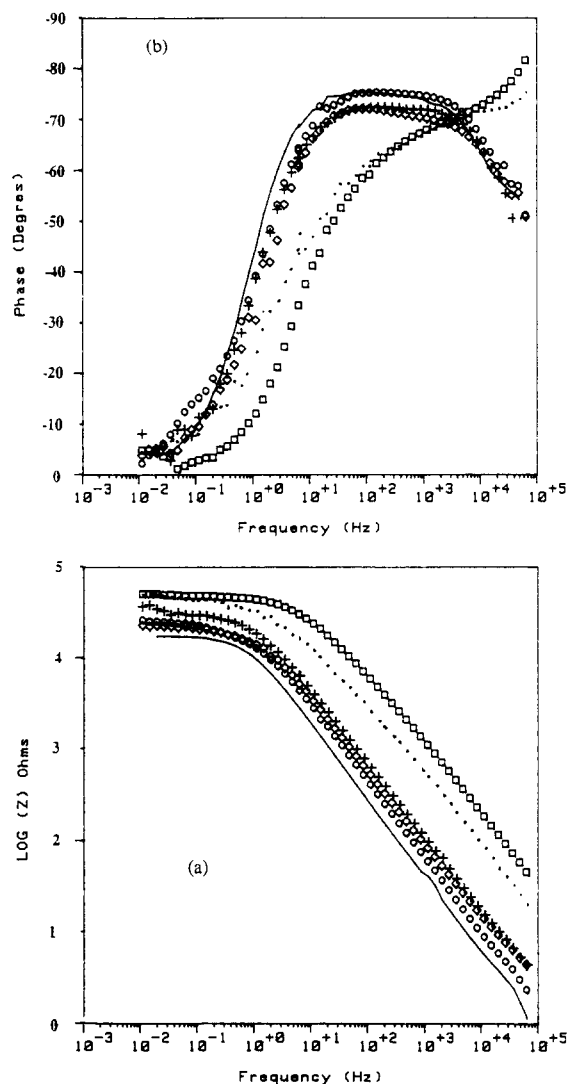 -90
(b)
-80
-70
-60
-50
-40
-30
-20
-10
0
Phase (Degres)
10⁻³ 10⁻² 10⁻¹ 10⁺⁰ 10⁺¹ 10⁺² 10⁺³ 10⁺⁴ 10⁺⁵
Frequency (Hz)
5
4
3
2
1
0
LOG (Z) Ohms
(a)
10⁻³ 10⁻² 10⁻¹ 10⁺⁰ 10⁺¹ 10⁺² 10⁺³ 10⁺⁴ 10⁺⁵
Frequency (Hz)